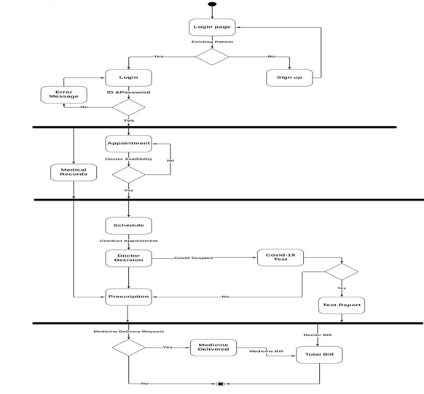 Login page
Existing Patient
Yes
No
Login
Sign up
Error
Message
ID &Password
No
Yes
Appointment
Doctor Availibility
No
Medical
Records
Yes
Schedule
Conduct Appointment
Doctor
Decision
Covid Suspect
Covid-19
Test
Yes
Prescription
No
Test Report
Medicine Delivery Request
Doctor Bill
Yes
Medicine
Delivered
Medicine Bill
Total Bill
No